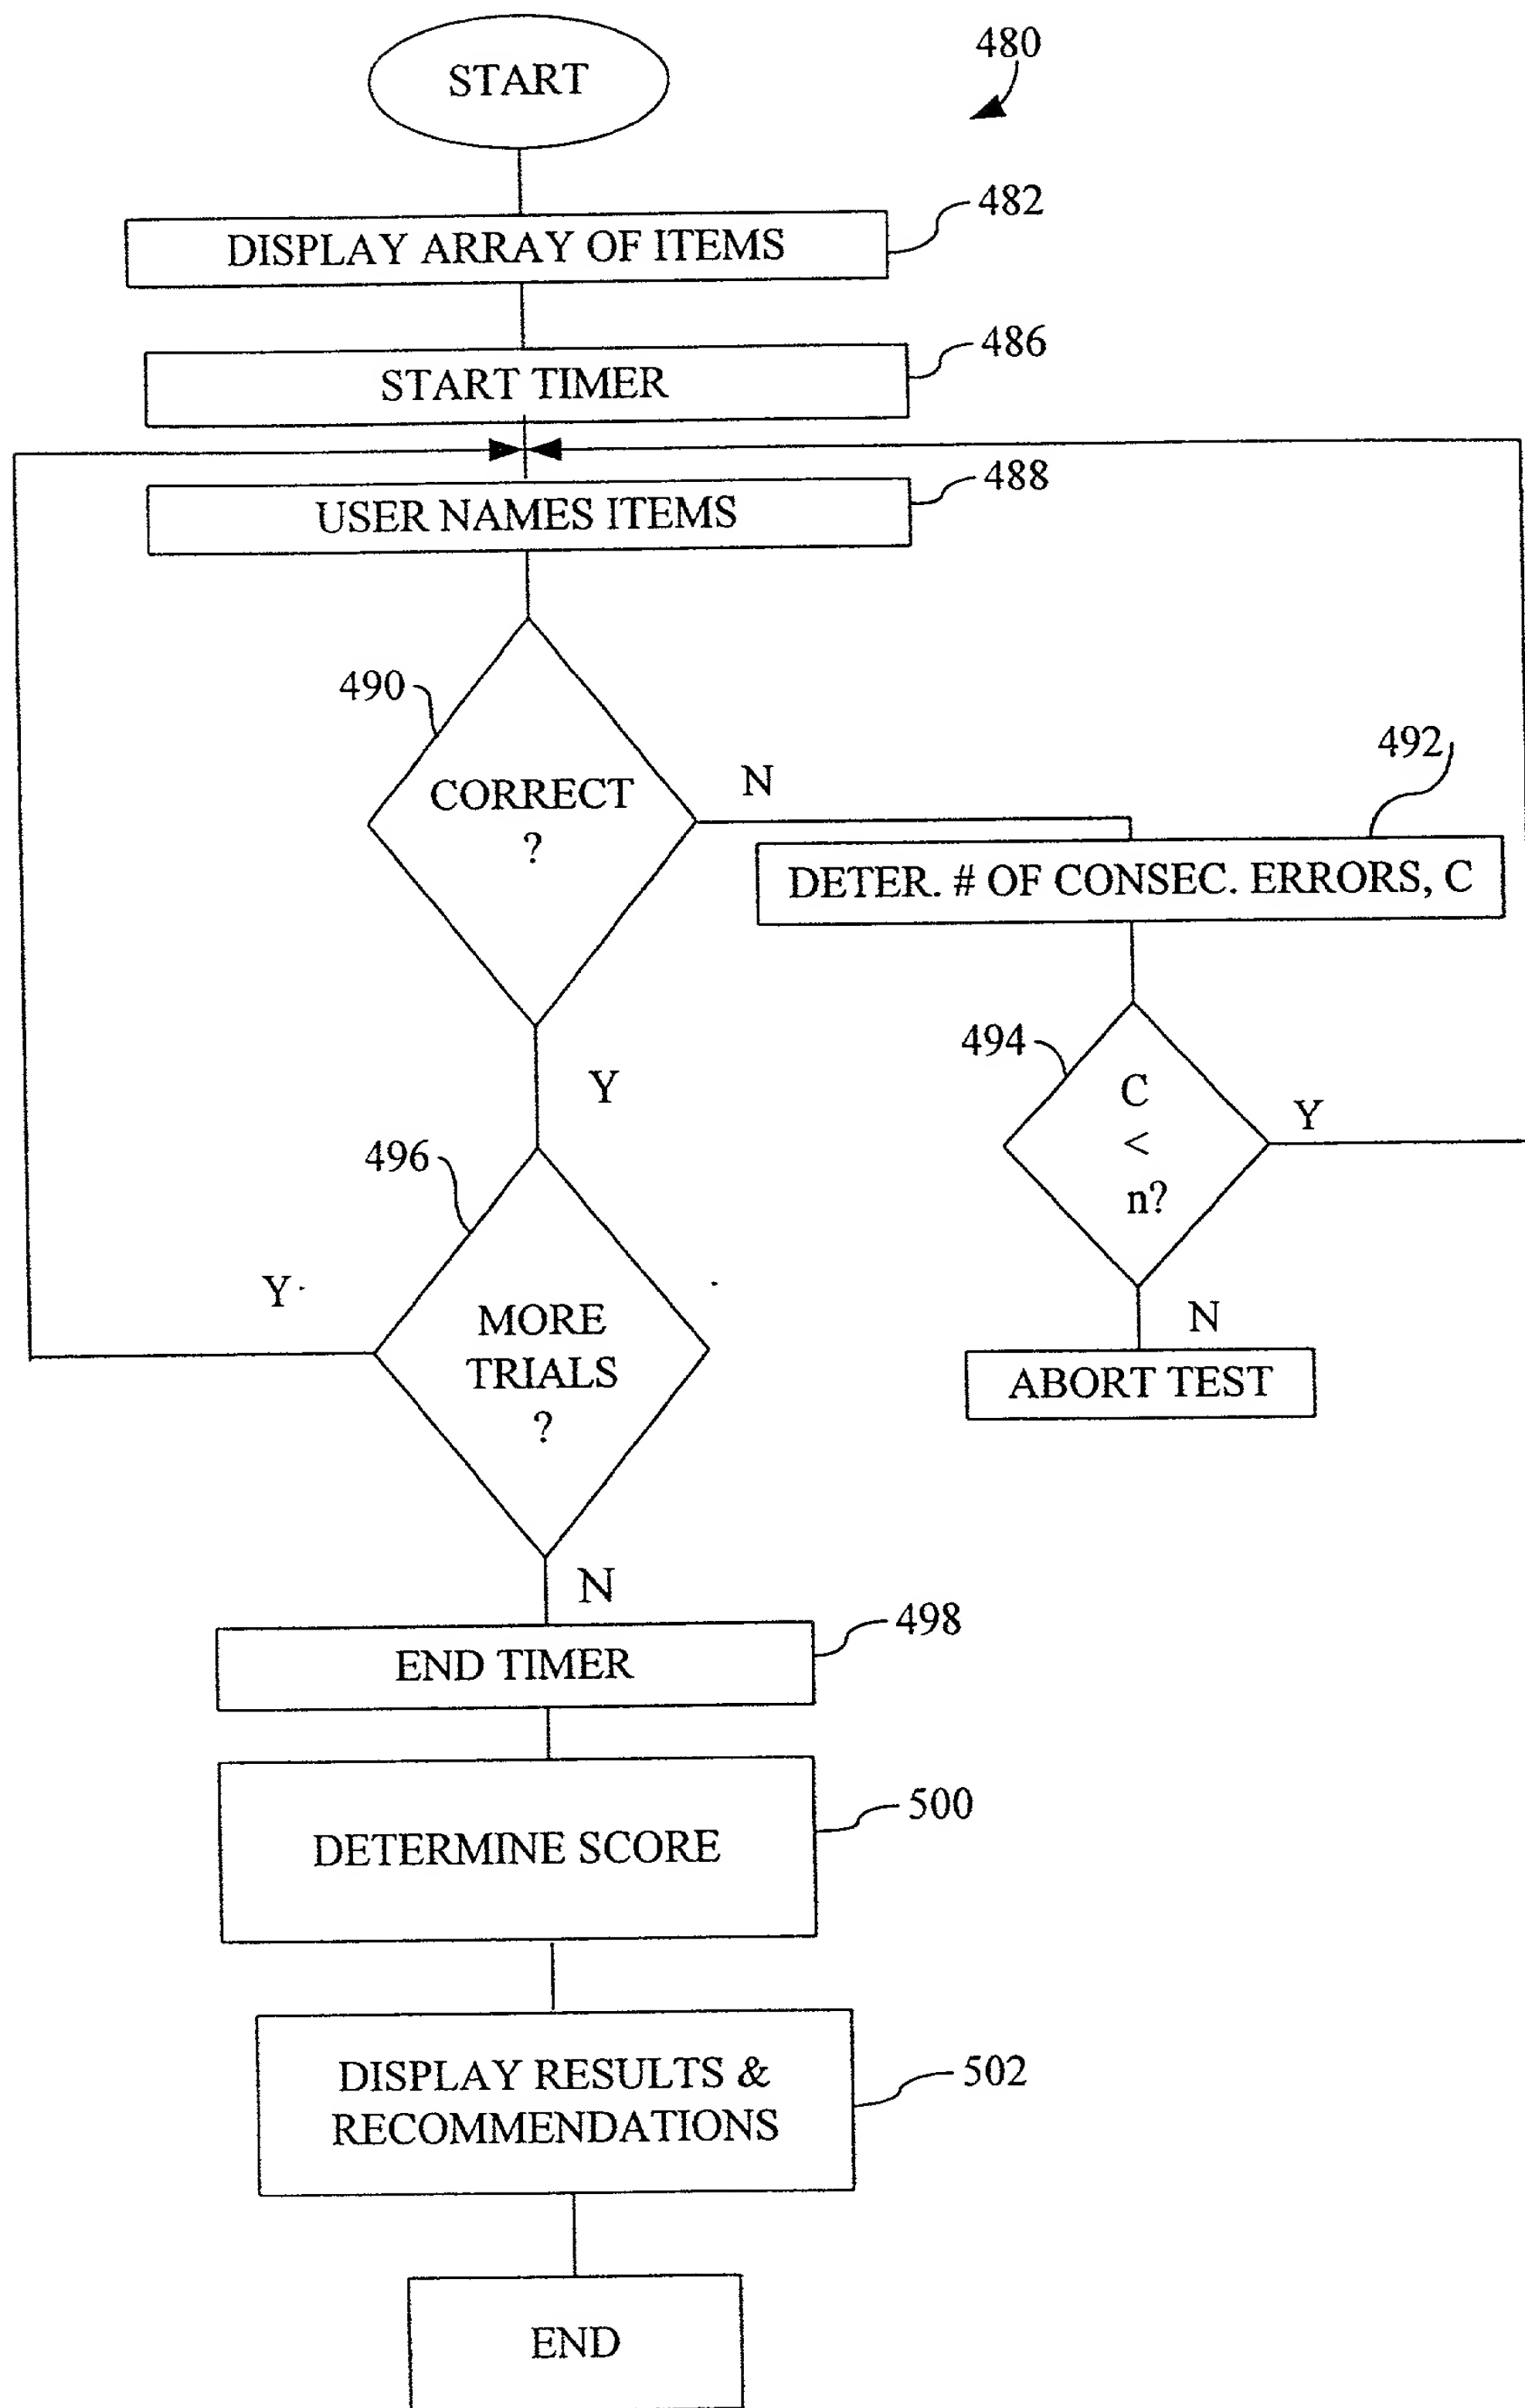 START
480
DISPLAY ARRAY OF ITEMS
482
START TIMER
486
USER NAMES ITEMS
488
490
CORRECT
?
N
492
DETER. # OF CONSEC. ERRORS, C
Y
494
C
<
n?
Y
N
ABORT TEST
496
MORE
TRIALS
?
Y
N
END TIMER
498
DETERMINE SCORE
500
DISPLAY RESULTS &
RECOMMENDATIONS
502
END